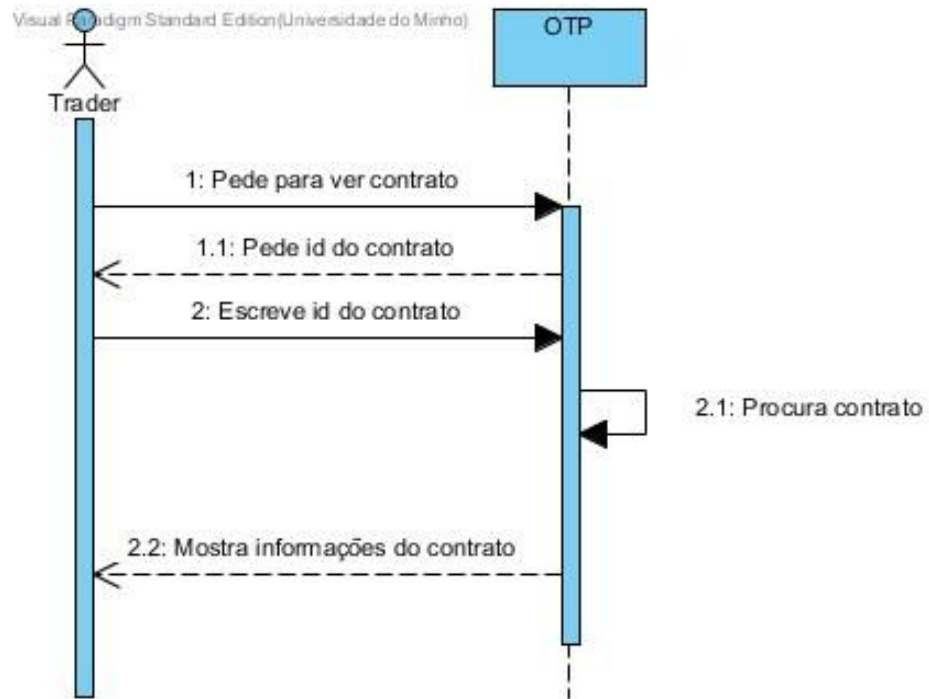 Visual Paradigm Standard Edition(Universidade do Minho)
OTP
Trader
1: Pede para ver contrato
1.1: Pede id do contrato
2: Escreve id do contrato
2.1: Procura contrato
2.2: Mostra informações do contrato